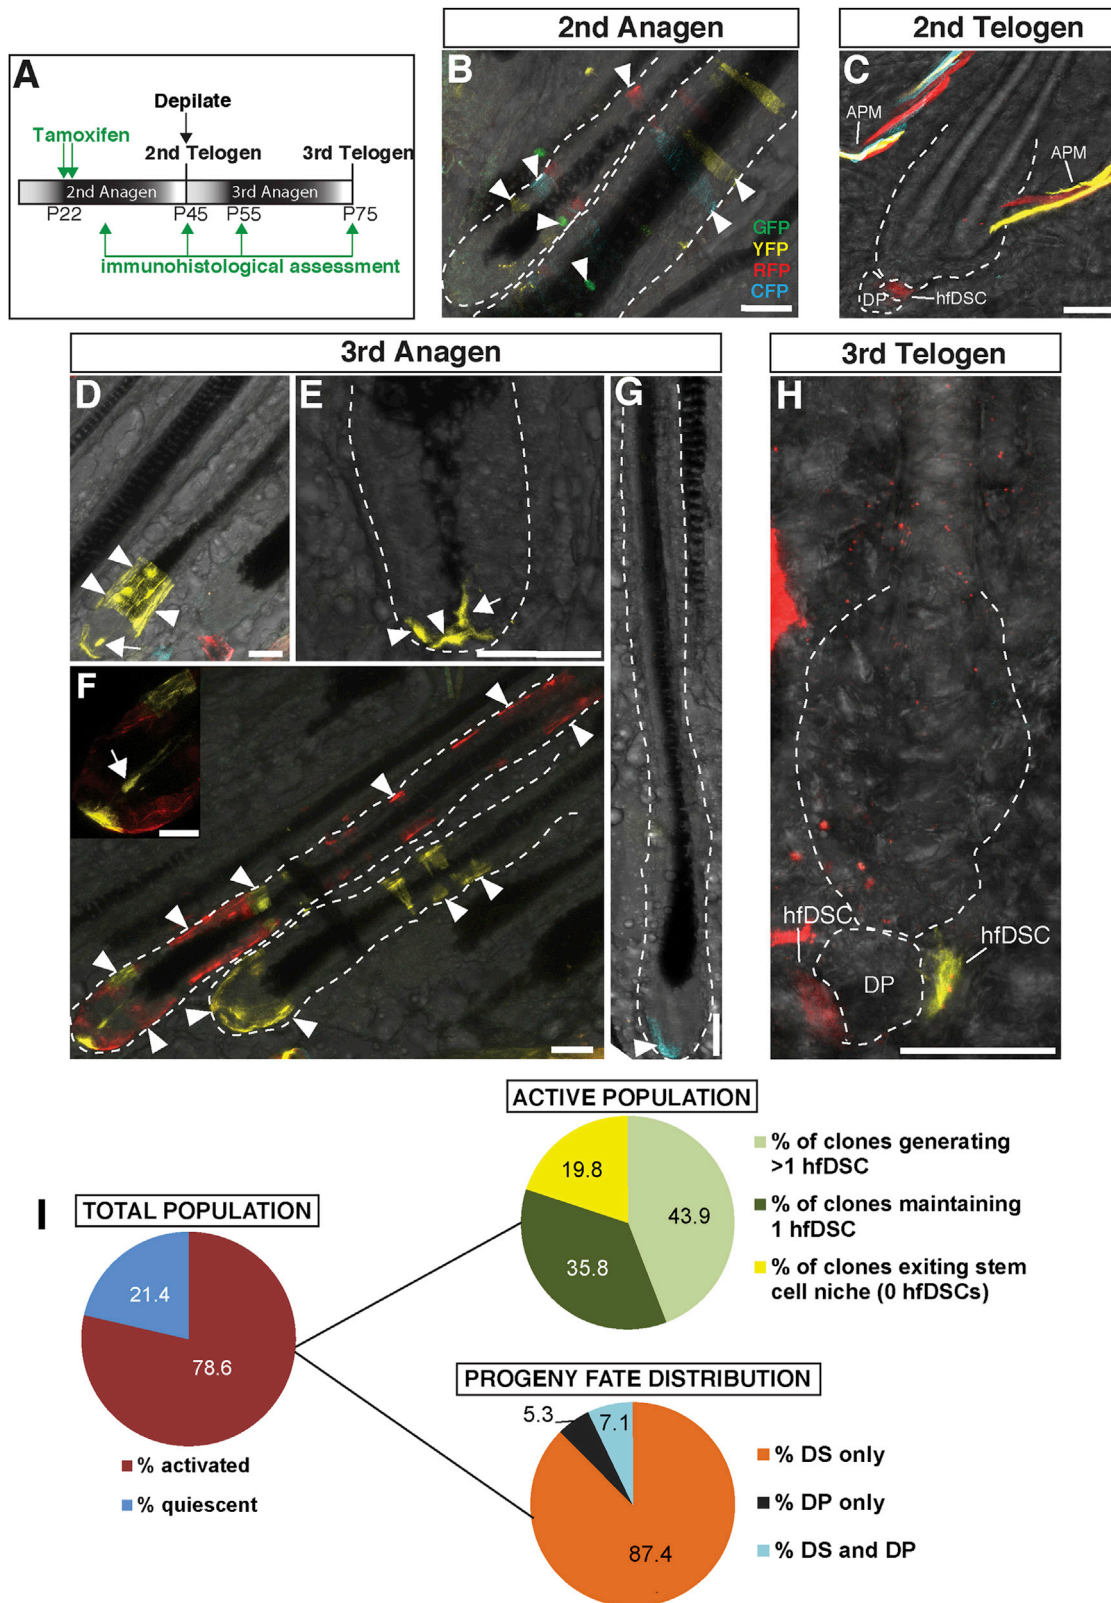 2nd Anagen
2nd Telogen
A
Depilate
Tamoxifen
2nd Telogen
3rd Telogen
2nd Anagen
3rd Anagen
P22
P45
P55
P75
immunohistological assessment
B
GFP
YFP
RFP
CFP
C
APM
APM
DP
hfDSC
3rd Anagen
3rd Telogen
D
E
F
G
H
hfDSC
hfDSC
DP
I
TOTAL POPULATION
21.4
78.6
% activated
% quiescent
ACTIVE POPULATION
19.8
43.9
35.8
% of clones generating
>1 hfDSC
% of clones maintaining
1 hfDSC
% of clones exiting stem
cell niche (0 hfDSCs)
PROGENY FATE DISTRIBUTION
5.3
7.1
87.4
% DS only
% DP only
% DS and DP